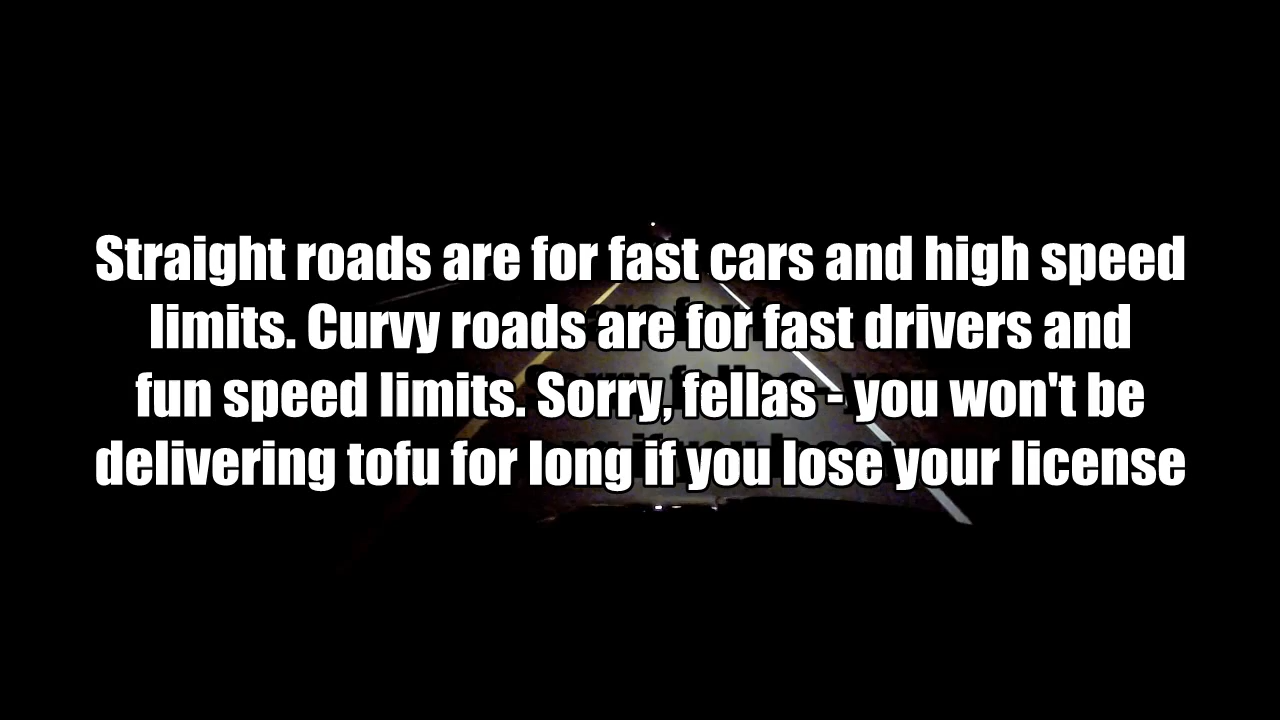 Straight roads are for fast cars and high speed
limits. Curvy roads are for fast drivers and
fun speed limits. Sorry, fellas - you won't be
delivering tofu for long if you lose your license